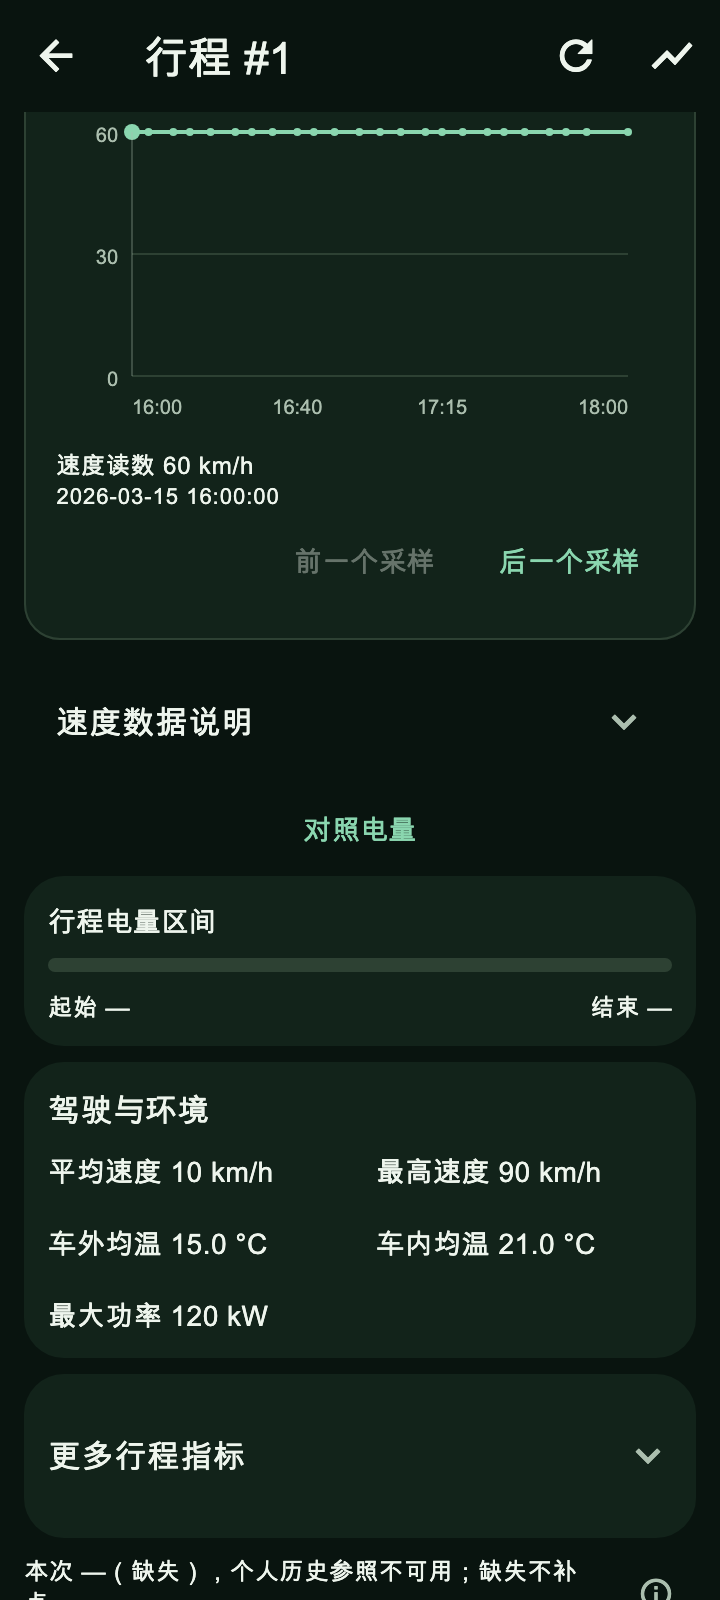 行程 #1
60
30
0
16:00 16:40 17:15 18:00
速度读数 60 km/h
2026-03-15 16:00:00
前一个采样 后一个采样
速度数据说明
对照电量
行程电量区间
起始 — 结束 —
驾驶与环境
平均速度 10 km/h 最高速度 90 km/h
车外均温 15.0 °C 车内均温 21.0 °C
最大功率 120 kW
更多行程指标
本次 —（缺失），个人历史参照不可用；缺失不补